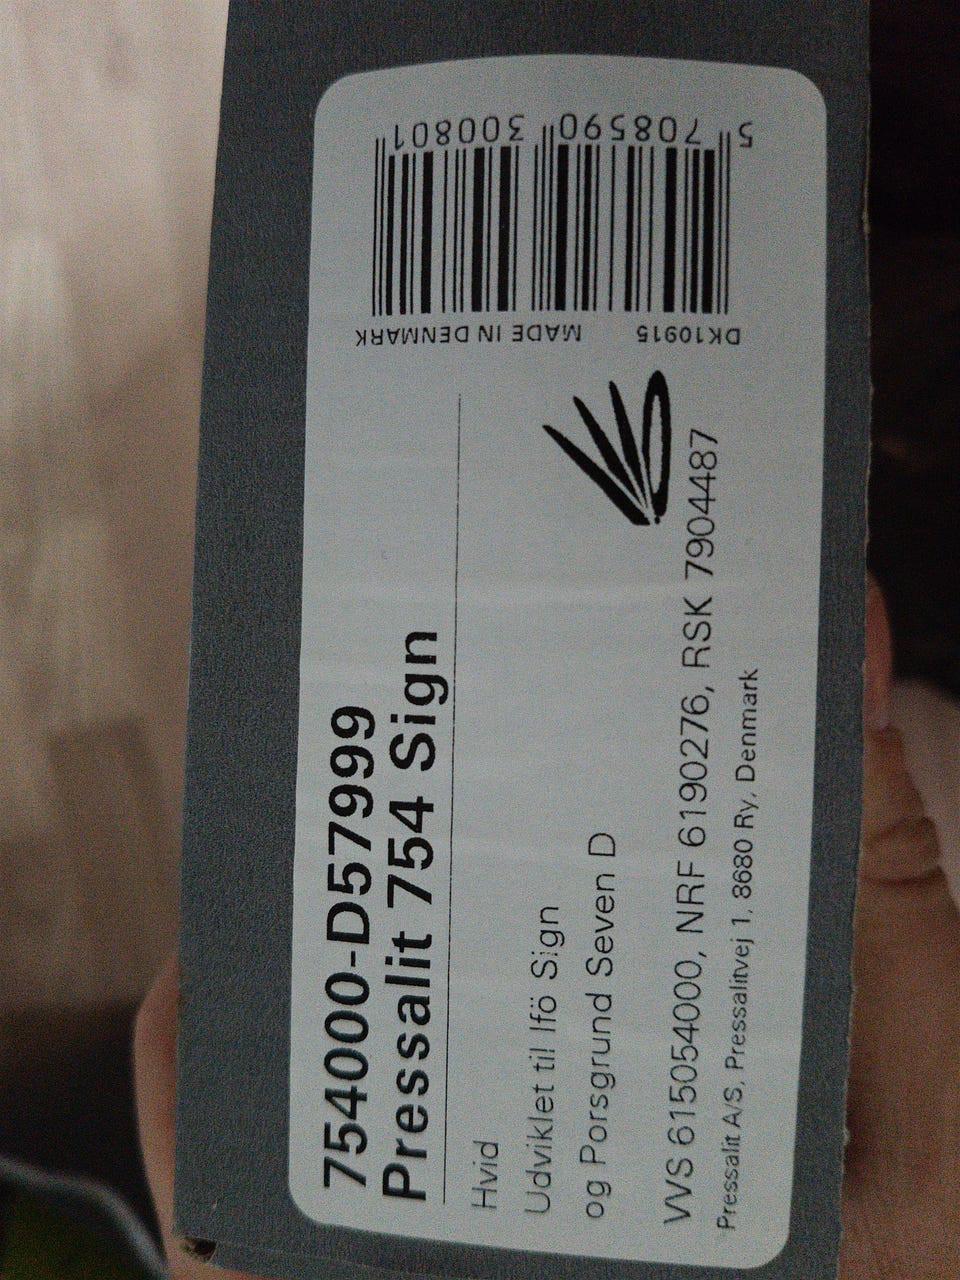 754000-D57999
Pressalit 754 Sign
Hvid
Udviklet til Ifö Sign
og Porsgrund Seven D
VVS 615054000, NRF 6190276, RSK 7904487
Pressalit A/S, Pressalitvej 1, 8680 Ry, Denmark
DK10915 MADE IN DENMARK
5 708590 300801